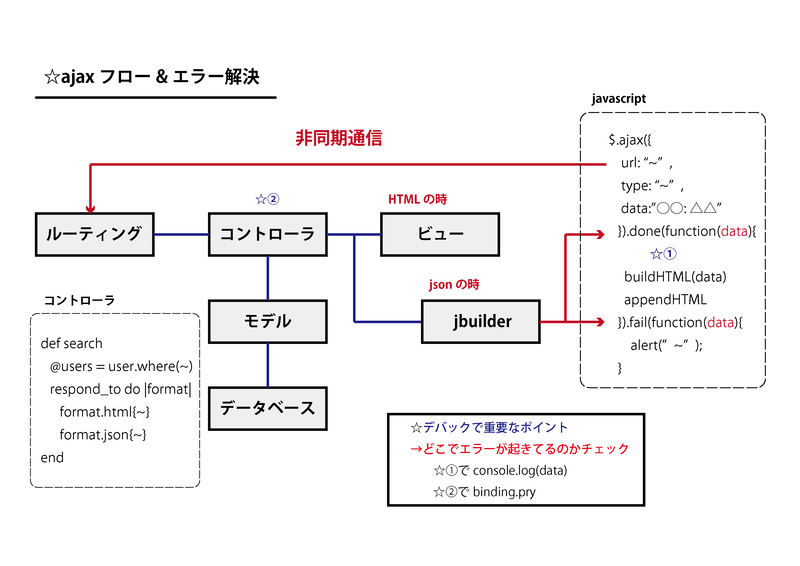 ☆ajax フロー & エラー解決
javascript
非同期通信
$.ajax({
url: “~” ,
type: “~” ,
data:”○○: △△”
}).done(function(data){
☆①
buildHTML(data)
appendHTML
}).fail(function(data){
alert(”~” );
}
☆②
HTML の時
ルーティング
コントローラ
ビュー
json の時
モデル
jbuilder
データベース
コントローラ
def search
@users = user.where(~)
respond_to do |format|
format.html{~}
format.json{~}
end
☆デバックで重要なポイント
→どこでエラーが起きてるのかチェック
☆①で console.log(data)
☆②で binding.pry